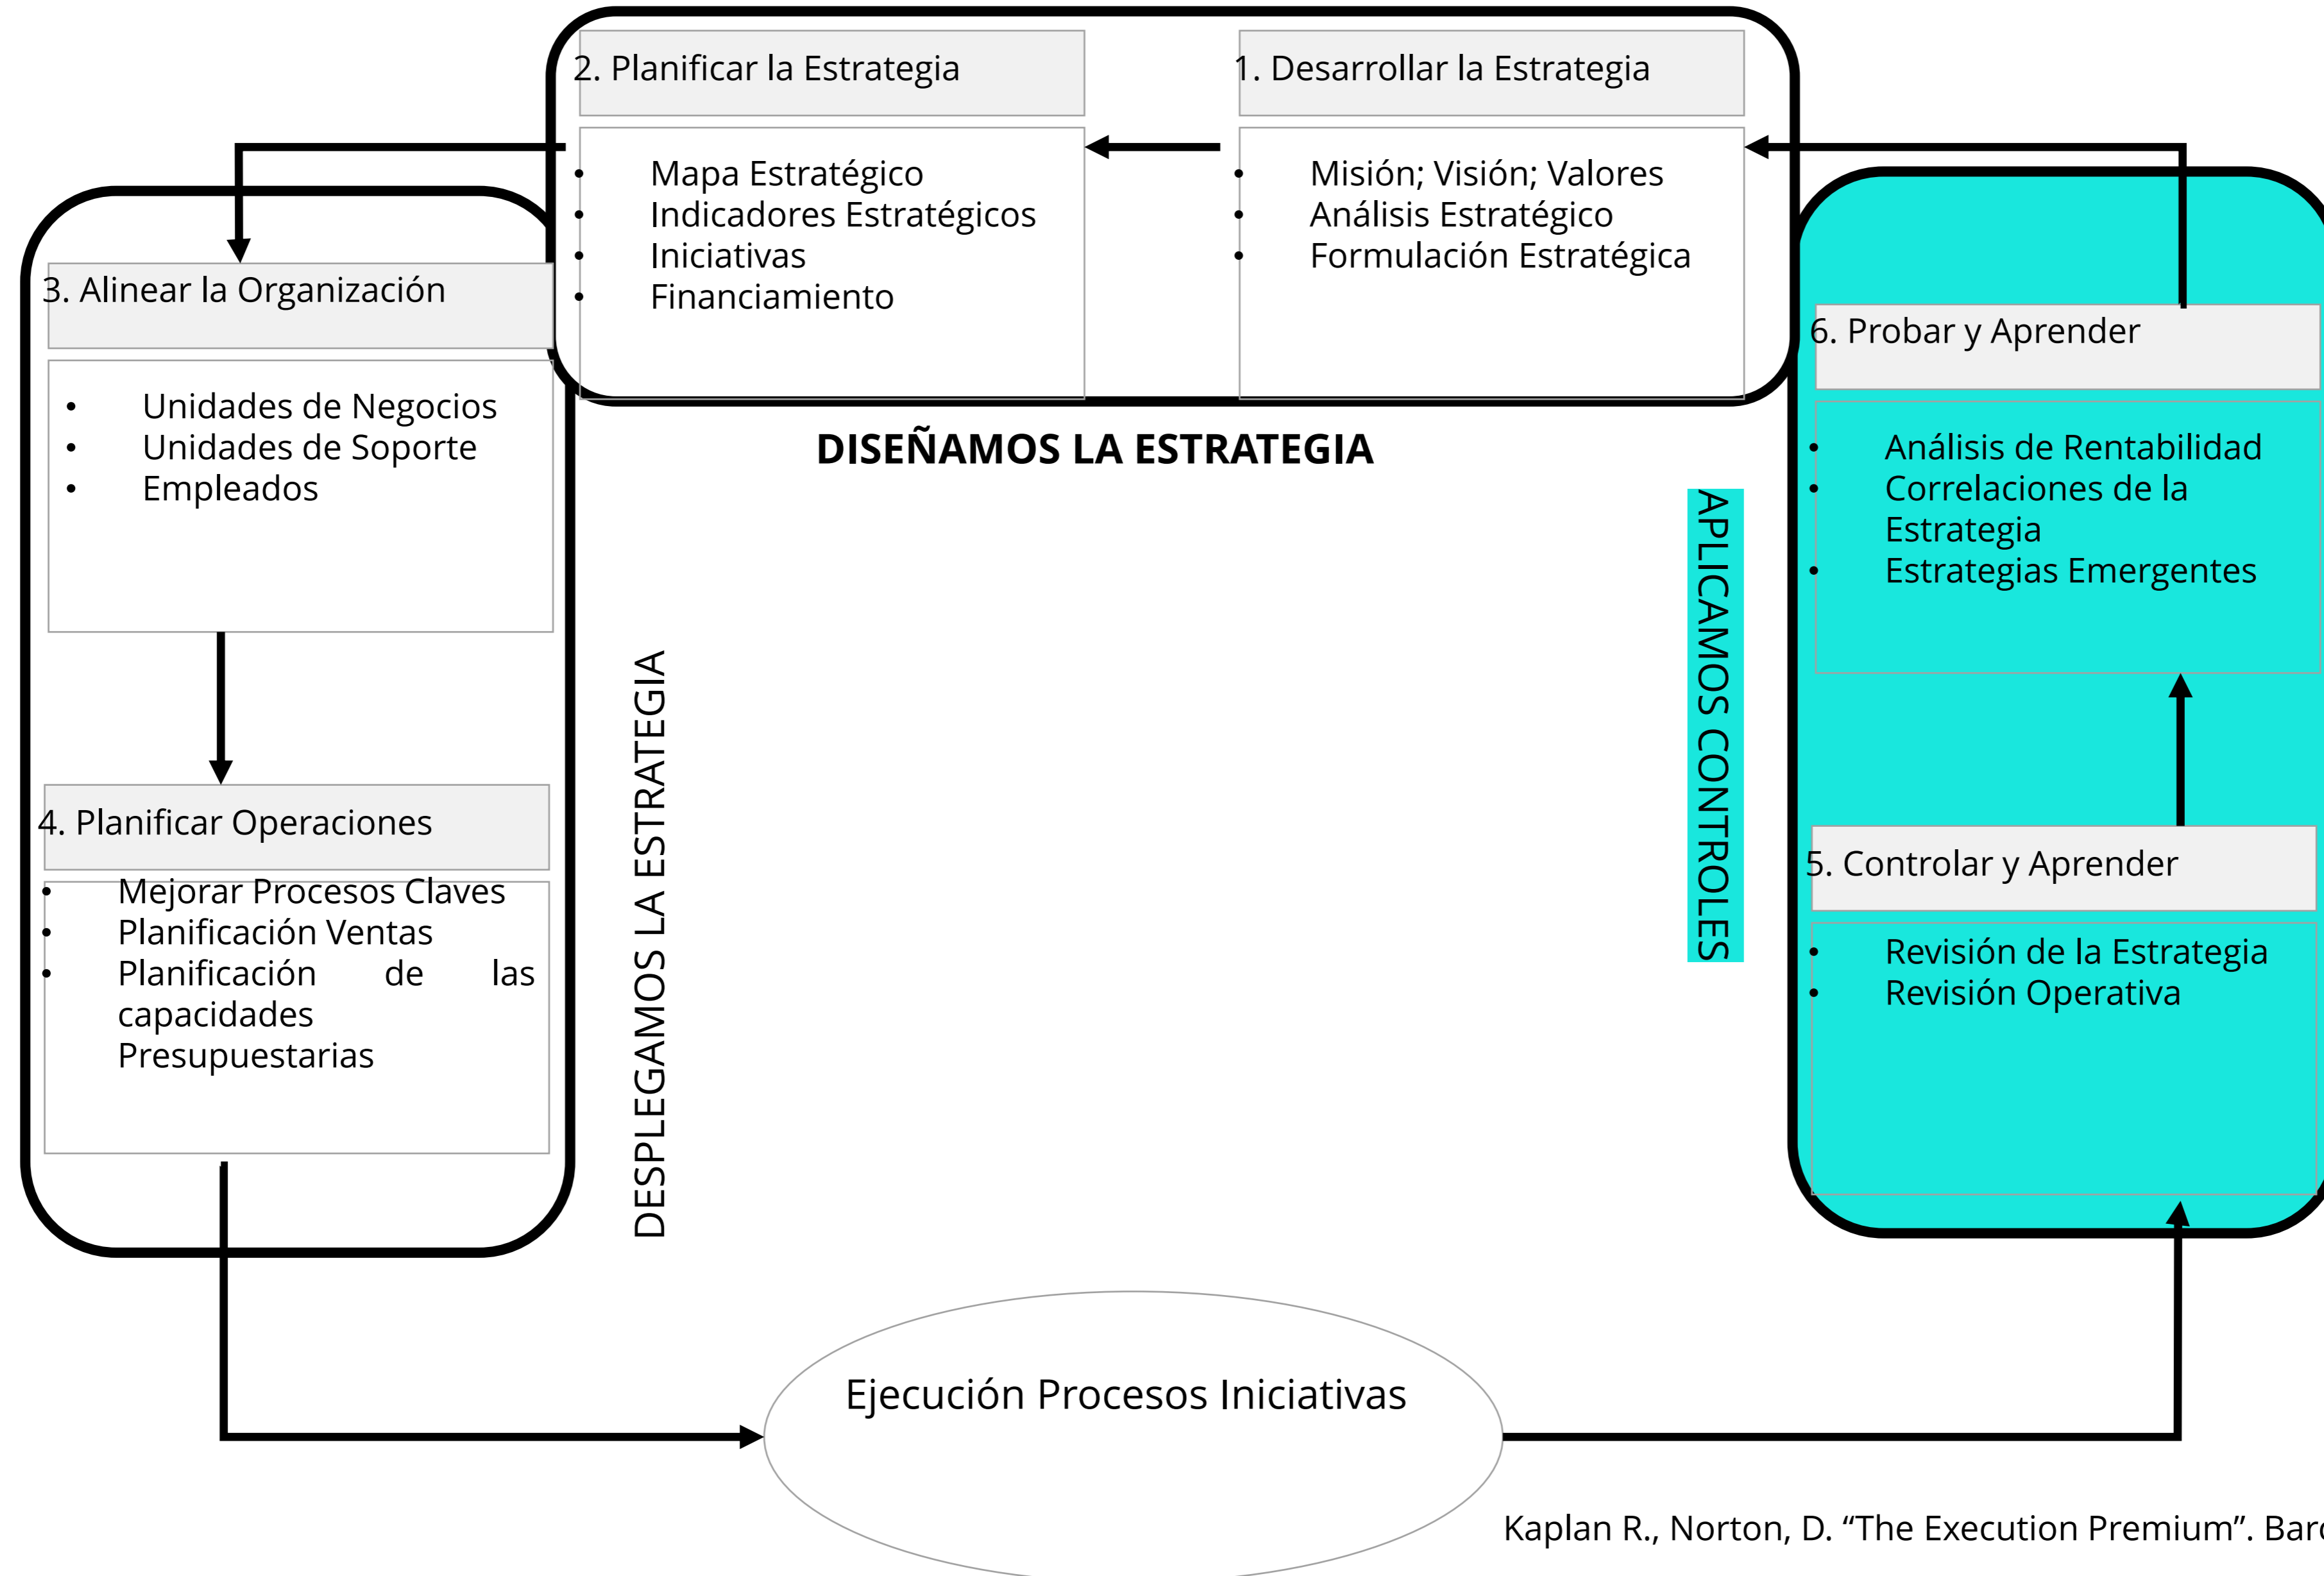 2. Planificar la Estrategia
• Mapa Estratégico
• Indicadores Estratégicos
• Iniciativas
• Financiamiento
1. Desarrollar la Estrategia
• Misión; Visión; Valores
• Análisis Estratégico
• Formulación Estratégica
DISEÑAMOS LA ESTRATEGIA
3. Alinear la Organización
• Unidades de Negocios
• Unidades de Soporte
• Empleados
4. Planificar Operaciones
• Mejorar Procesos Claves
• Planificación Ventas
• Planificación de las
capacidades
Presupuestarias
DESPLEGAMOS LA ESTRATEGIA
APLICAMOS CONTROLES
6. Probar y Aprender
• Análisis de Rentabilidad
• Correlaciones de la
Estrategia
• Estrategias Emergentes
5. Controlar y Aprender
• Revisión de la Estrategia
• Revisión Operativa
Ejecución Procesos Iniciativas
Kaplan R., Norton, D. “The Execution Premium”.